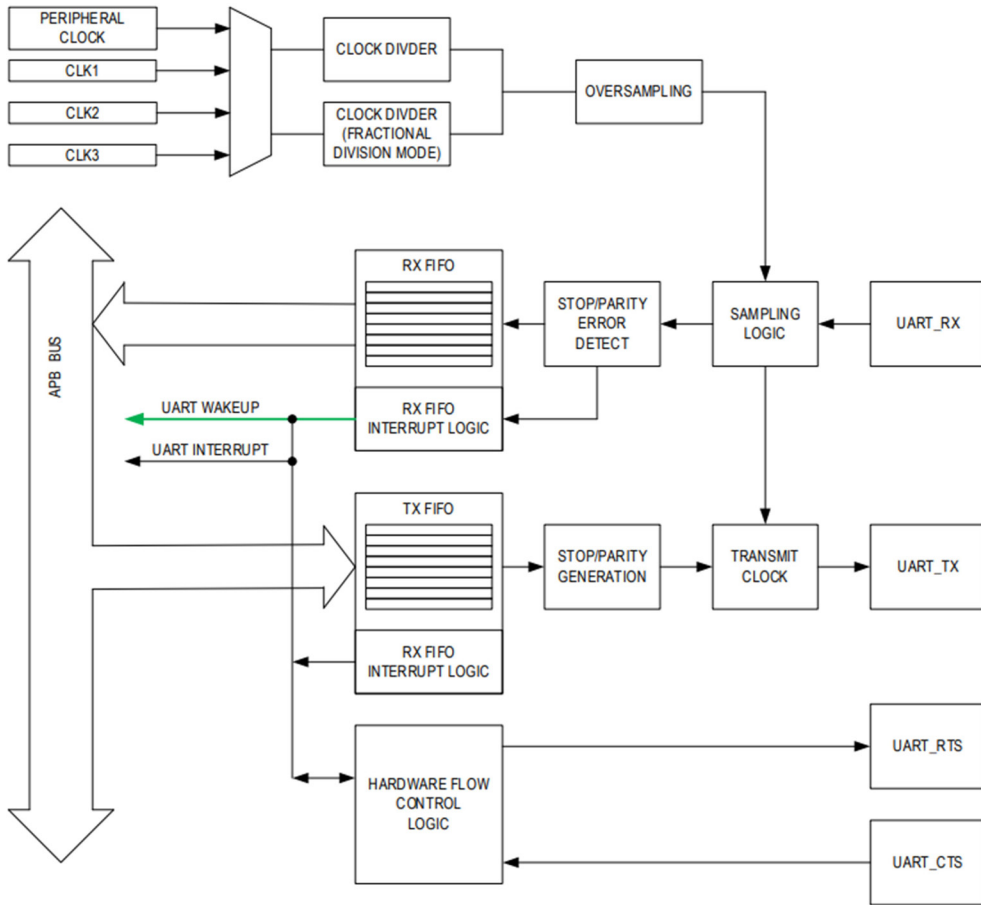 PERIPHERAL
CLOCK
CLK1
CLK2
CLK3
CLOCK DIVDER
CLOCK DIVDER
(FRACTIONAL
DIVISION MODE)
OVERSAMPLING
APB BUS
RX FIFO
STOP/PARITY
ERROR
DETECT
SAMPLING
LOGIC
UART_RX
RX FIFO
INTERRUPT LOGIC
UART WAKEUP
UART INTERRUPT
TX FIFO
STOP/PARITY
GENERATION
TRANSMIT
CLOCK
UART_TX
RX FIFO
INTERRUPT LOGIC
HARDWARE FLOW
CONTROL
LOGIC
UART_RTS
UART_CTS